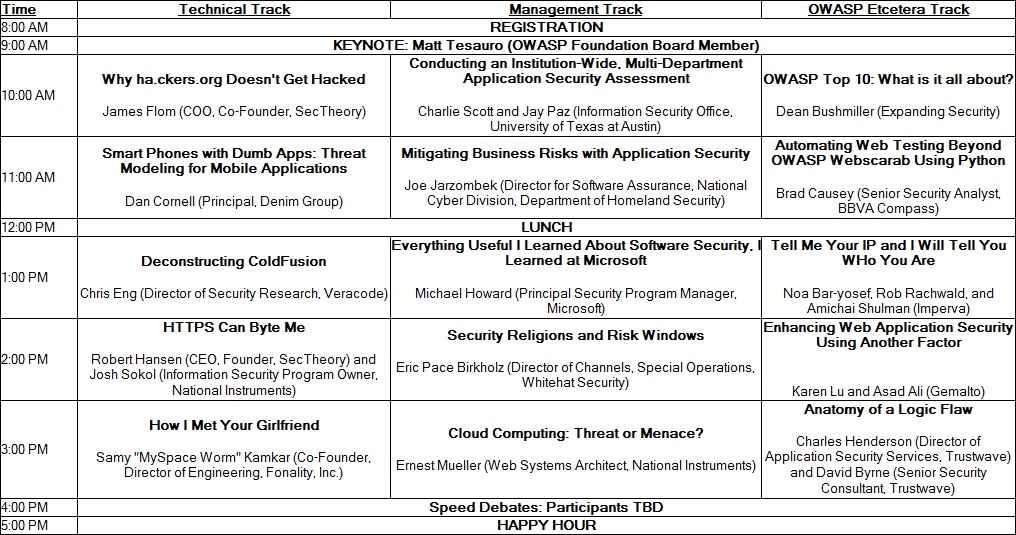 Time
Technical Track
Management Track
OWASP Etcetera Track
8:00 AM
REGISTRATION
9:00 AM
KEYNOTE: Matt Tesauro (OWASP Foundation Board Member)
10:00 AM
Why ha.ckers.org Doesn't Get Hacked
James Flom (COO, Co-Founder, SecTheory)
Conducting an Institution-Wide, Multi-Department
Application Security Assessment
Charlie Scott and Jay Paz (Information Security Office,
University of Texas at Austin)
OWASP Top 10: What is it all about?
Dean Bushmiller (Expanding Security)
11:00 AM
Smart Phones with Dumb Apps: Threat
Modeling for Mobile Applications
Dan Cornell (Principal, Denim Group)
Mitigating Business Risks with Application Security
Joe Jarzombek (Director for Software Assurance, National
Cyber Division, Department of Homeland Security)
Automating Web Testing Beyond
OWASP Webscarab Using Python
Brad Causey (Senior Security Analyst,
BBVA Compass)
12:00 PM
LUNCH
1:00 PM
Deconstructing ColdFusion
Chris Eng (Director of Security Research, Veracode)
Everything Useful I Learned About Software Security, I
Learned at Microsoft
Michael Howard (Principal Security Program Manager,
Microsoft)
Tell Me Your IP and I Will Tell You
WHo You Are
Noa Bar-yosef, Rob Rachwald, and
Amichai Shulman (Imperva)
2:00 PM
HTTPS Can Byte Me
Robert Hansen (CEO, Founder, SecTheory) and
Josh Sokol (Information Security Program Owner,
National Instruments)
Security Religions and Risk Windows
Eric Pace Birkholz (Director of Channels, Special Operations,
Whitehat Security)
Enhancing Web Application Security
Using Another Factor
Karen Lu and Asad Ali (Gemalto)
3:00 PM
How I Met Your Girlfriend
Samy "MySpace Worm" Kamkar (Co-Founder,
Director of Engineering, Fonality, Inc.)
Cloud Computing: Threat or Menace?
Ernest Mueller (Web Systems Architect, National Instruments)
Anatomy of a Logic Flaw
Charles Henderson (Director of
Application Security Services, Trustwave)
and David Byrne (Senior Security
Consultant, Trustwave)
4:00 PM
Speed Debates: Participants TBD
5:00 PM
HAPPY HOUR